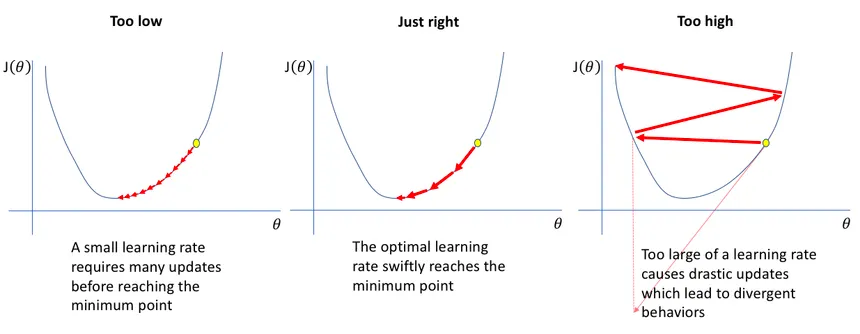 Too low
Just right
Too high
J(𝜃)
J(𝜃)
J(𝜃)
𝜃
𝜃
𝜃
A small learning rate
requires many updates
before reaching the
minimum point
The optimal learning
rate swiftly reaches the
minimum point
Too large of a learning rate
causes drastic updates
which lead to divergent
behaviors